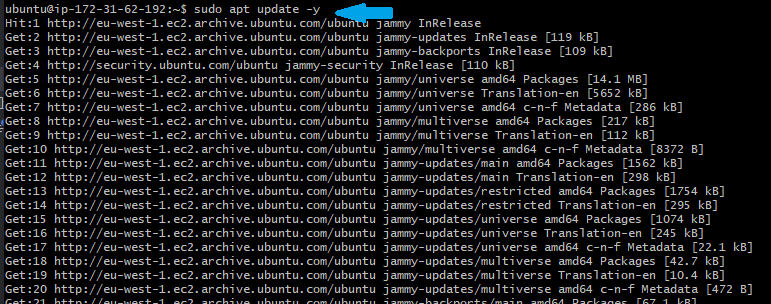 ubuntu@ip-172-31-62-192:~$ sudo apt update -y
Hit:1 http://eu-west-1.ec2.archive.ubuntu.com/ubuntu jammy InRelease
Get:2 http://eu-west-1.ec2.archive.ubuntu.com/ubuntu jammy-updates InRelease [119 kB]
Get:3 http://eu-west-1.ec2.archive.ubuntu.com/ubuntu jammy-backports InRelease [109 kB]
Get:4 http://security.ubuntu.com/ubuntu jammy-security InRelease [110 kB]
Get:5 http://eu-west-1.ec2.archive.ubuntu.com/ubuntu jammy/universe amd64 Packages [14.1 MB]
Get:6 http://eu-west-1.ec2.archive.ubuntu.com/ubuntu jammy/universe Translation-en [5652 kB]
Get:7 http://eu-west-1.ec2.archive.ubuntu.com/ubuntu jammy/universe amd64 c-n-f Metadata [286 kB]
Get:8 http://eu-west-1.ec2.archive.ubuntu.com/ubuntu jammy/multiverse amd64 Packages [217 kB]
Get:9 http://eu-west-1.ec2.archive.ubuntu.com/ubuntu jammy/multiverse Translation-en [112 kB]
Get:10 http://eu-west-1.ec2.archive.ubuntu.com/ubuntu jammy/multiverse amd64 c-n-f Metadata [8372 B]
Get:11 http://eu-west-1.ec2.archive.ubuntu.com/ubuntu jammy-updates/main amd64 Packages [1562 kB]
Get:12 http://eu-west-1.ec2.archive.ubuntu.com/ubuntu jammy-updates/main Translation-en [298 kB]
Get:13 http://eu-west-1.ec2.archive.ubuntu.com/ubuntu jammy-updates/restricted amd64 Packages [1754 kB]
Get:14 http://eu-west-1.ec2.archive.ubuntu.com/ubuntu jammy-updates/restricted Translation-en [295 kB]
Get:15 http://eu-west-1.ec2.archive.ubuntu.com/ubuntu jammy-updates/universe amd64 Packages [1074 kB]
Get:16 http://eu-west-1.ec2.archive.ubuntu.com/ubuntu jammy-updates/universe Translation-en [245 kB]
Get:17 http://eu-west-1.ec2.archive.ubuntu.com/ubuntu jammy-updates/universe amd64 c-n-f Metadata [22.1 kB]
Get:18 http://eu-west-1.ec2.archive.ubuntu.com/ubuntu jammy-updates/multiverse amd64 Packages [42.7 kB]
Get:19 http://eu-west-1.ec2.archive.ubuntu.com/ubuntu jammy-updates/multiverse Translation-en [10.4 kB]
Get:20 http://eu-west-1.ec2.archive.ubuntu.com/ubuntu jammy-updates/multiverse amd64 c-n-f Metadata [472 B]
Get:21 http://eu-west-1.ec2.archive.ubuntu.com/ubuntu jammy-backports/main amd64 Packages [67.1 kB]